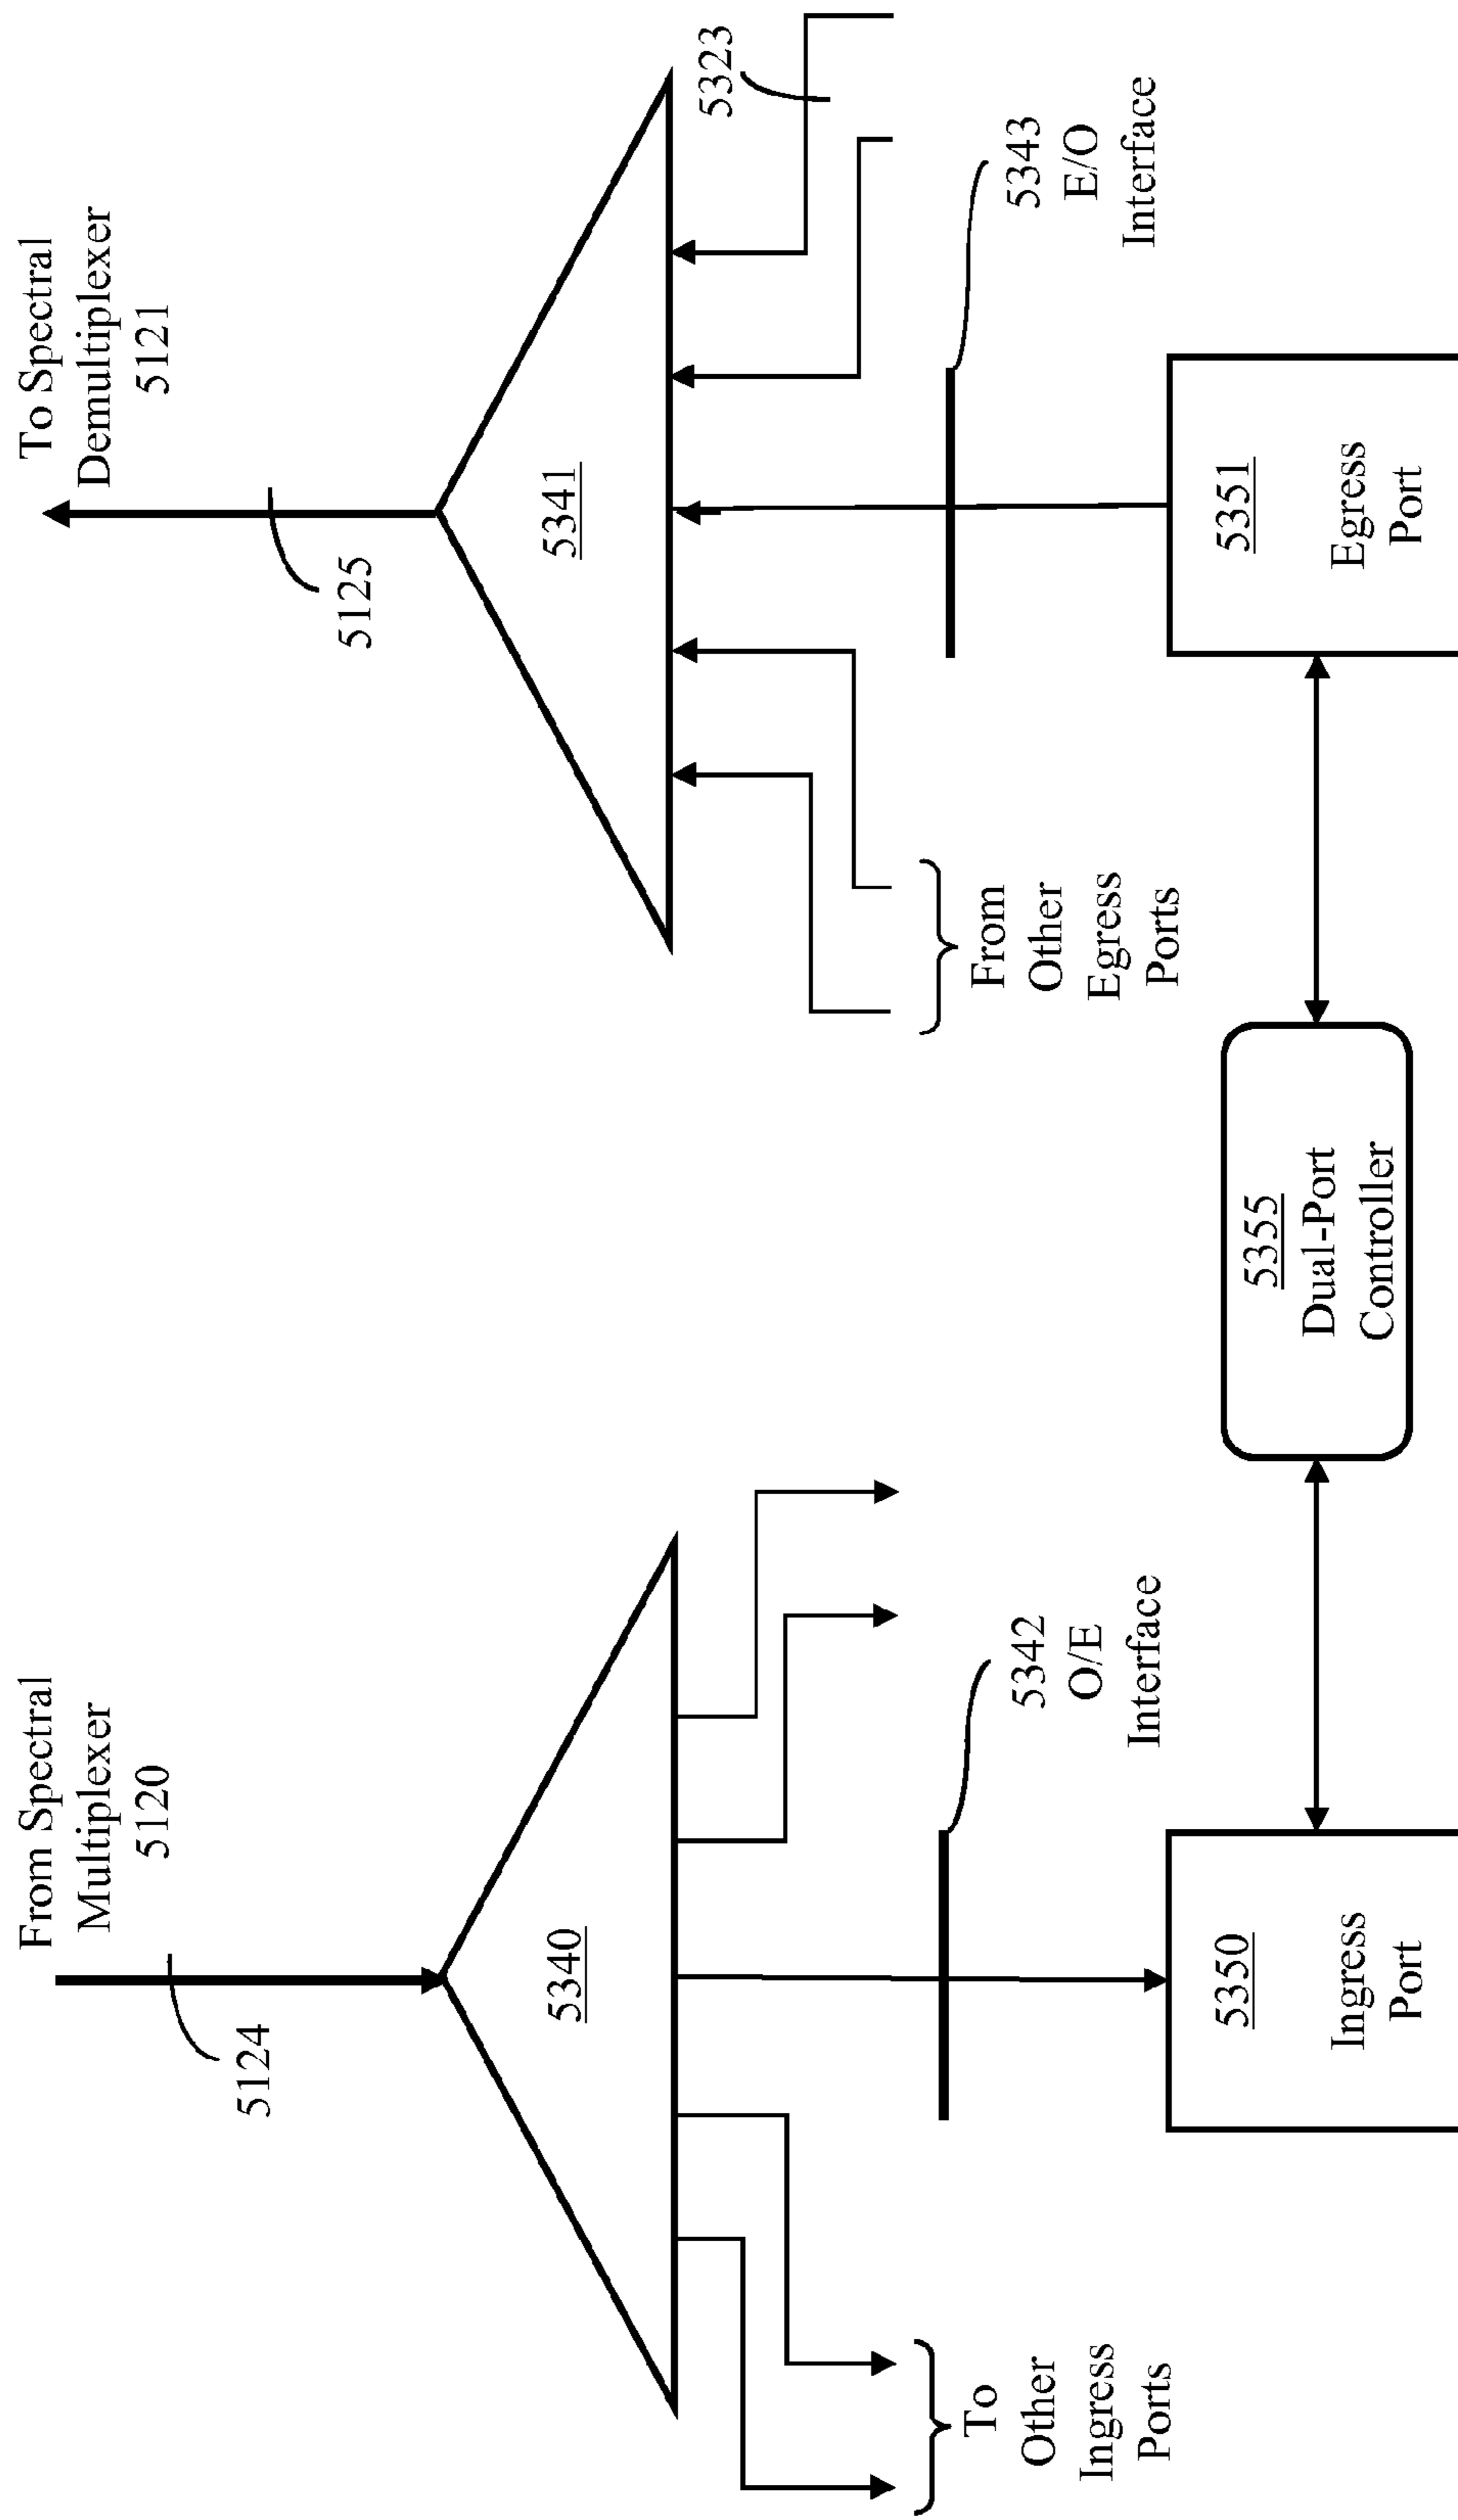 From Spectral
Multiplexer
5120
5124
5340
5342
O/E
Interface
To
Other
Ingress
Ports
5350
Ingress
Port
5355
Dual-Port
Controller
To Spectral
Demultiplexer
5121
5125
5341
5323
5343
E/O
Interface
From
Other
Egress
Ports
5351
Egress
Port